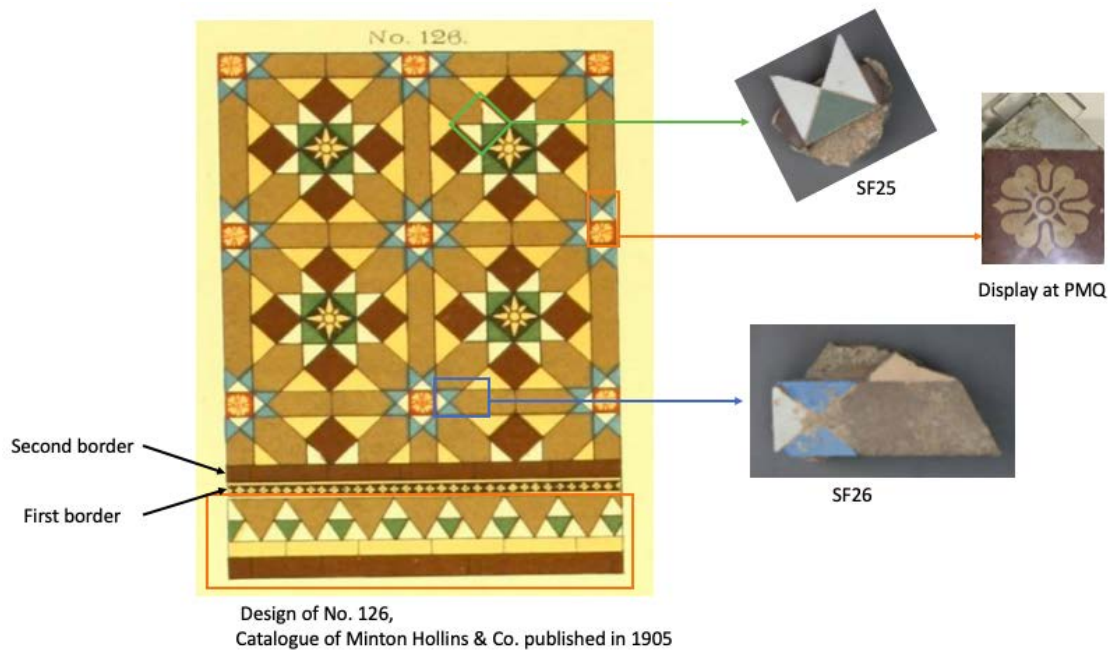 No. 126.
SF25
Display at PMQ
SF26
Second border
First border
Design of No. 126,
Catalogue of Minton Hollins & Co. published in 1905